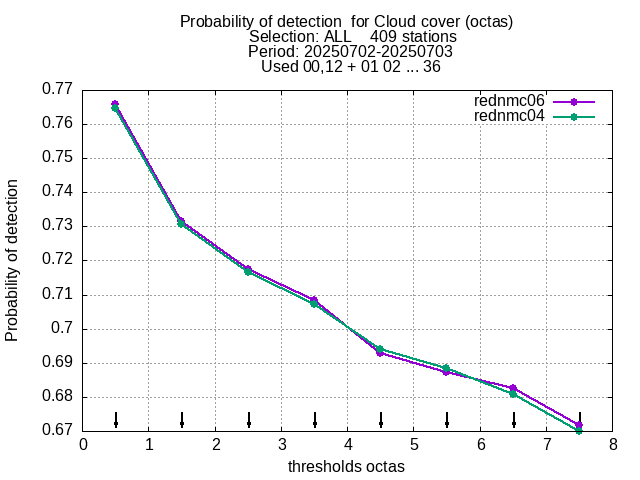 Probability of detection  for Cloud cover (octas)
Selection: ALL    409 stations
Period: 20250702-20250703
Used 00,12 + 01 02 ... 36
rednmc06
rednmc04
Probability of detection
0.77
0.76
0.75
0.74
0.73
0.72
0.71
0.7
0.69
0.68
0.67
0 1 2 3 4 5 6 7 8
thresholds octas